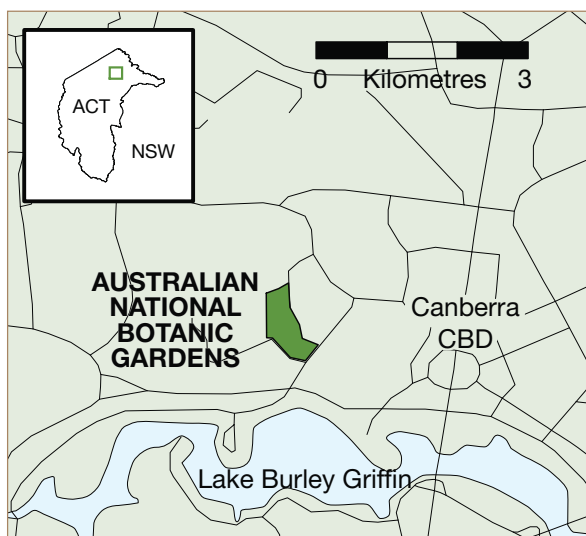 ACT
NSW
0 Kilometres 3
AUSTRALIAN
NATIONAL
BOTANIC
GARDENS
Canberra
CBD
Lake Burley Griffin